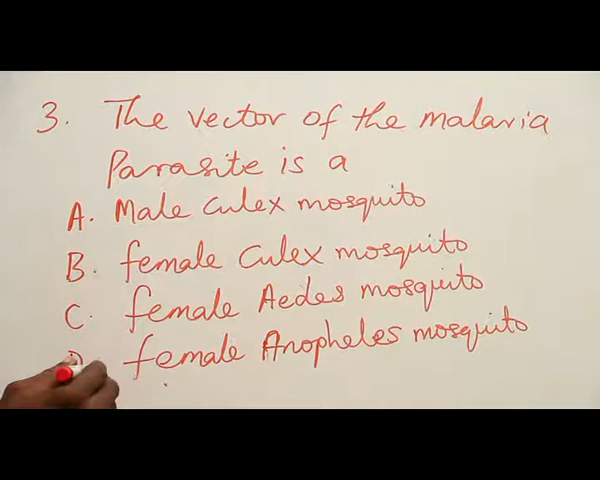 3. The vector of the malaria
Parasite is a
A. Male Culex mosquito
B. female Culex mosquito
C. female Aedes mosquito
D female Anopheles mosquito